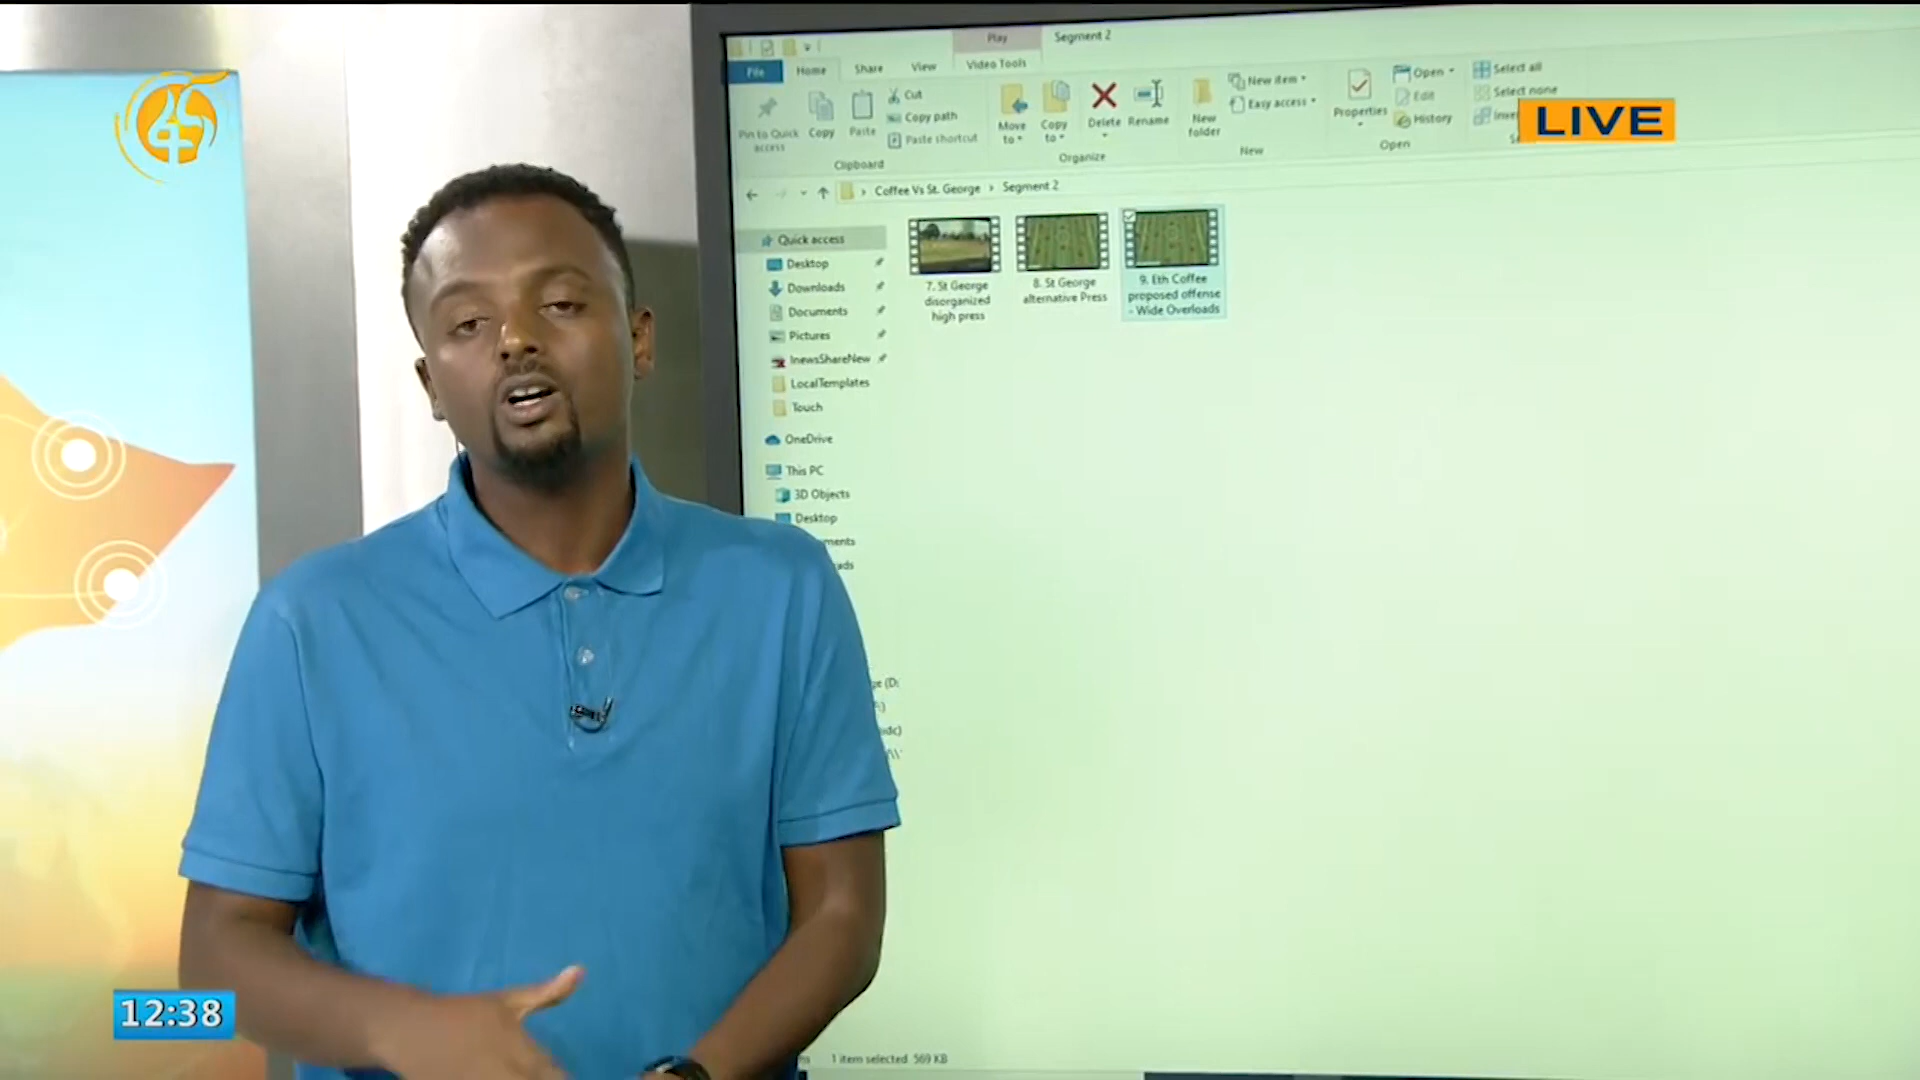 Play
Segment 2
File
Home
Share
View
Video Tools
Pin to Quick
access
Copy
Paste
Cut
Copy path
Paste shortcut
Clipboard
Move
to
Copy
to
Delete
Rename
Organize
New
folder
New item
Easy access
New
Properties
Open
Edit
History
Open
Select all
Select none
LIVE
Coffee Vs St. George > Segment 2
Quick access
Desktop
Downloads
Documents
Pictures
InewsShareNew
LocalTemplates
Touch
OneDrive
This PC
3D Objects
Desktop
7. St George
disorganized
high press
8. St George
alternative Press
9. Eth Coffee
proposed offense
- Wide Overloads
12:38
1 item selected 569 KB